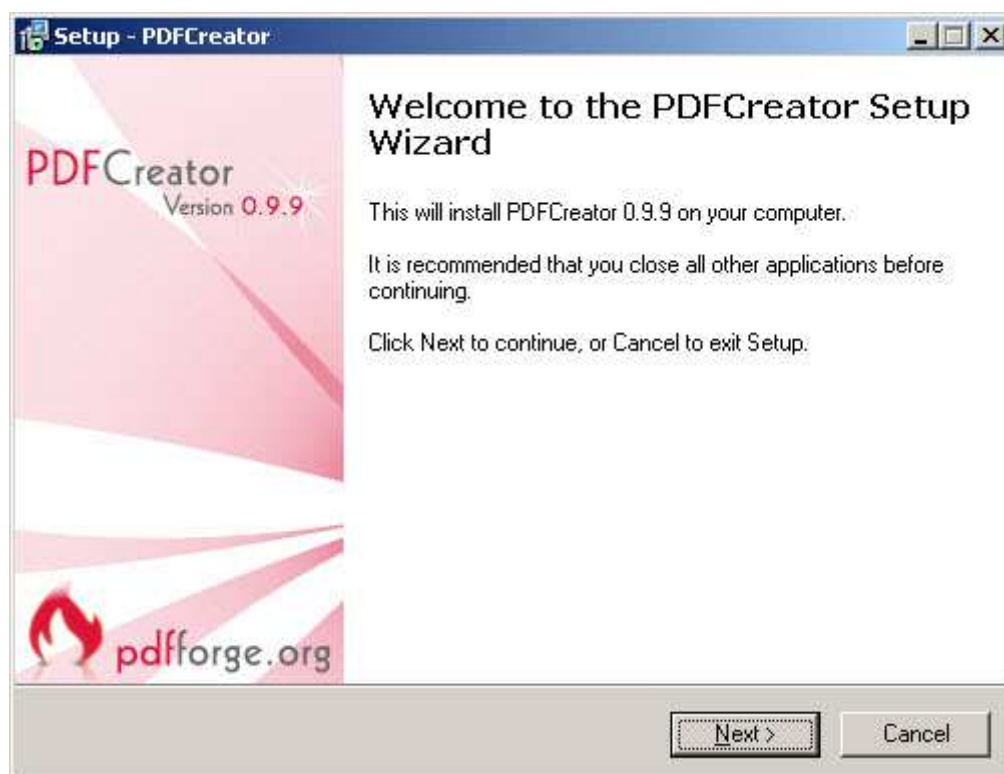 Setup - PDFCreator
PDFCreator
Version 0.9.9
Welcome to the PDFCreator Setup
Wizard
This will install PDFCreator 0.9.9 on your computer.
It is recommended that you close all other applications before
continuing.
Click Next to continue, or Cancel to exit Setup.
pdfforge.org
Next >
Cancel